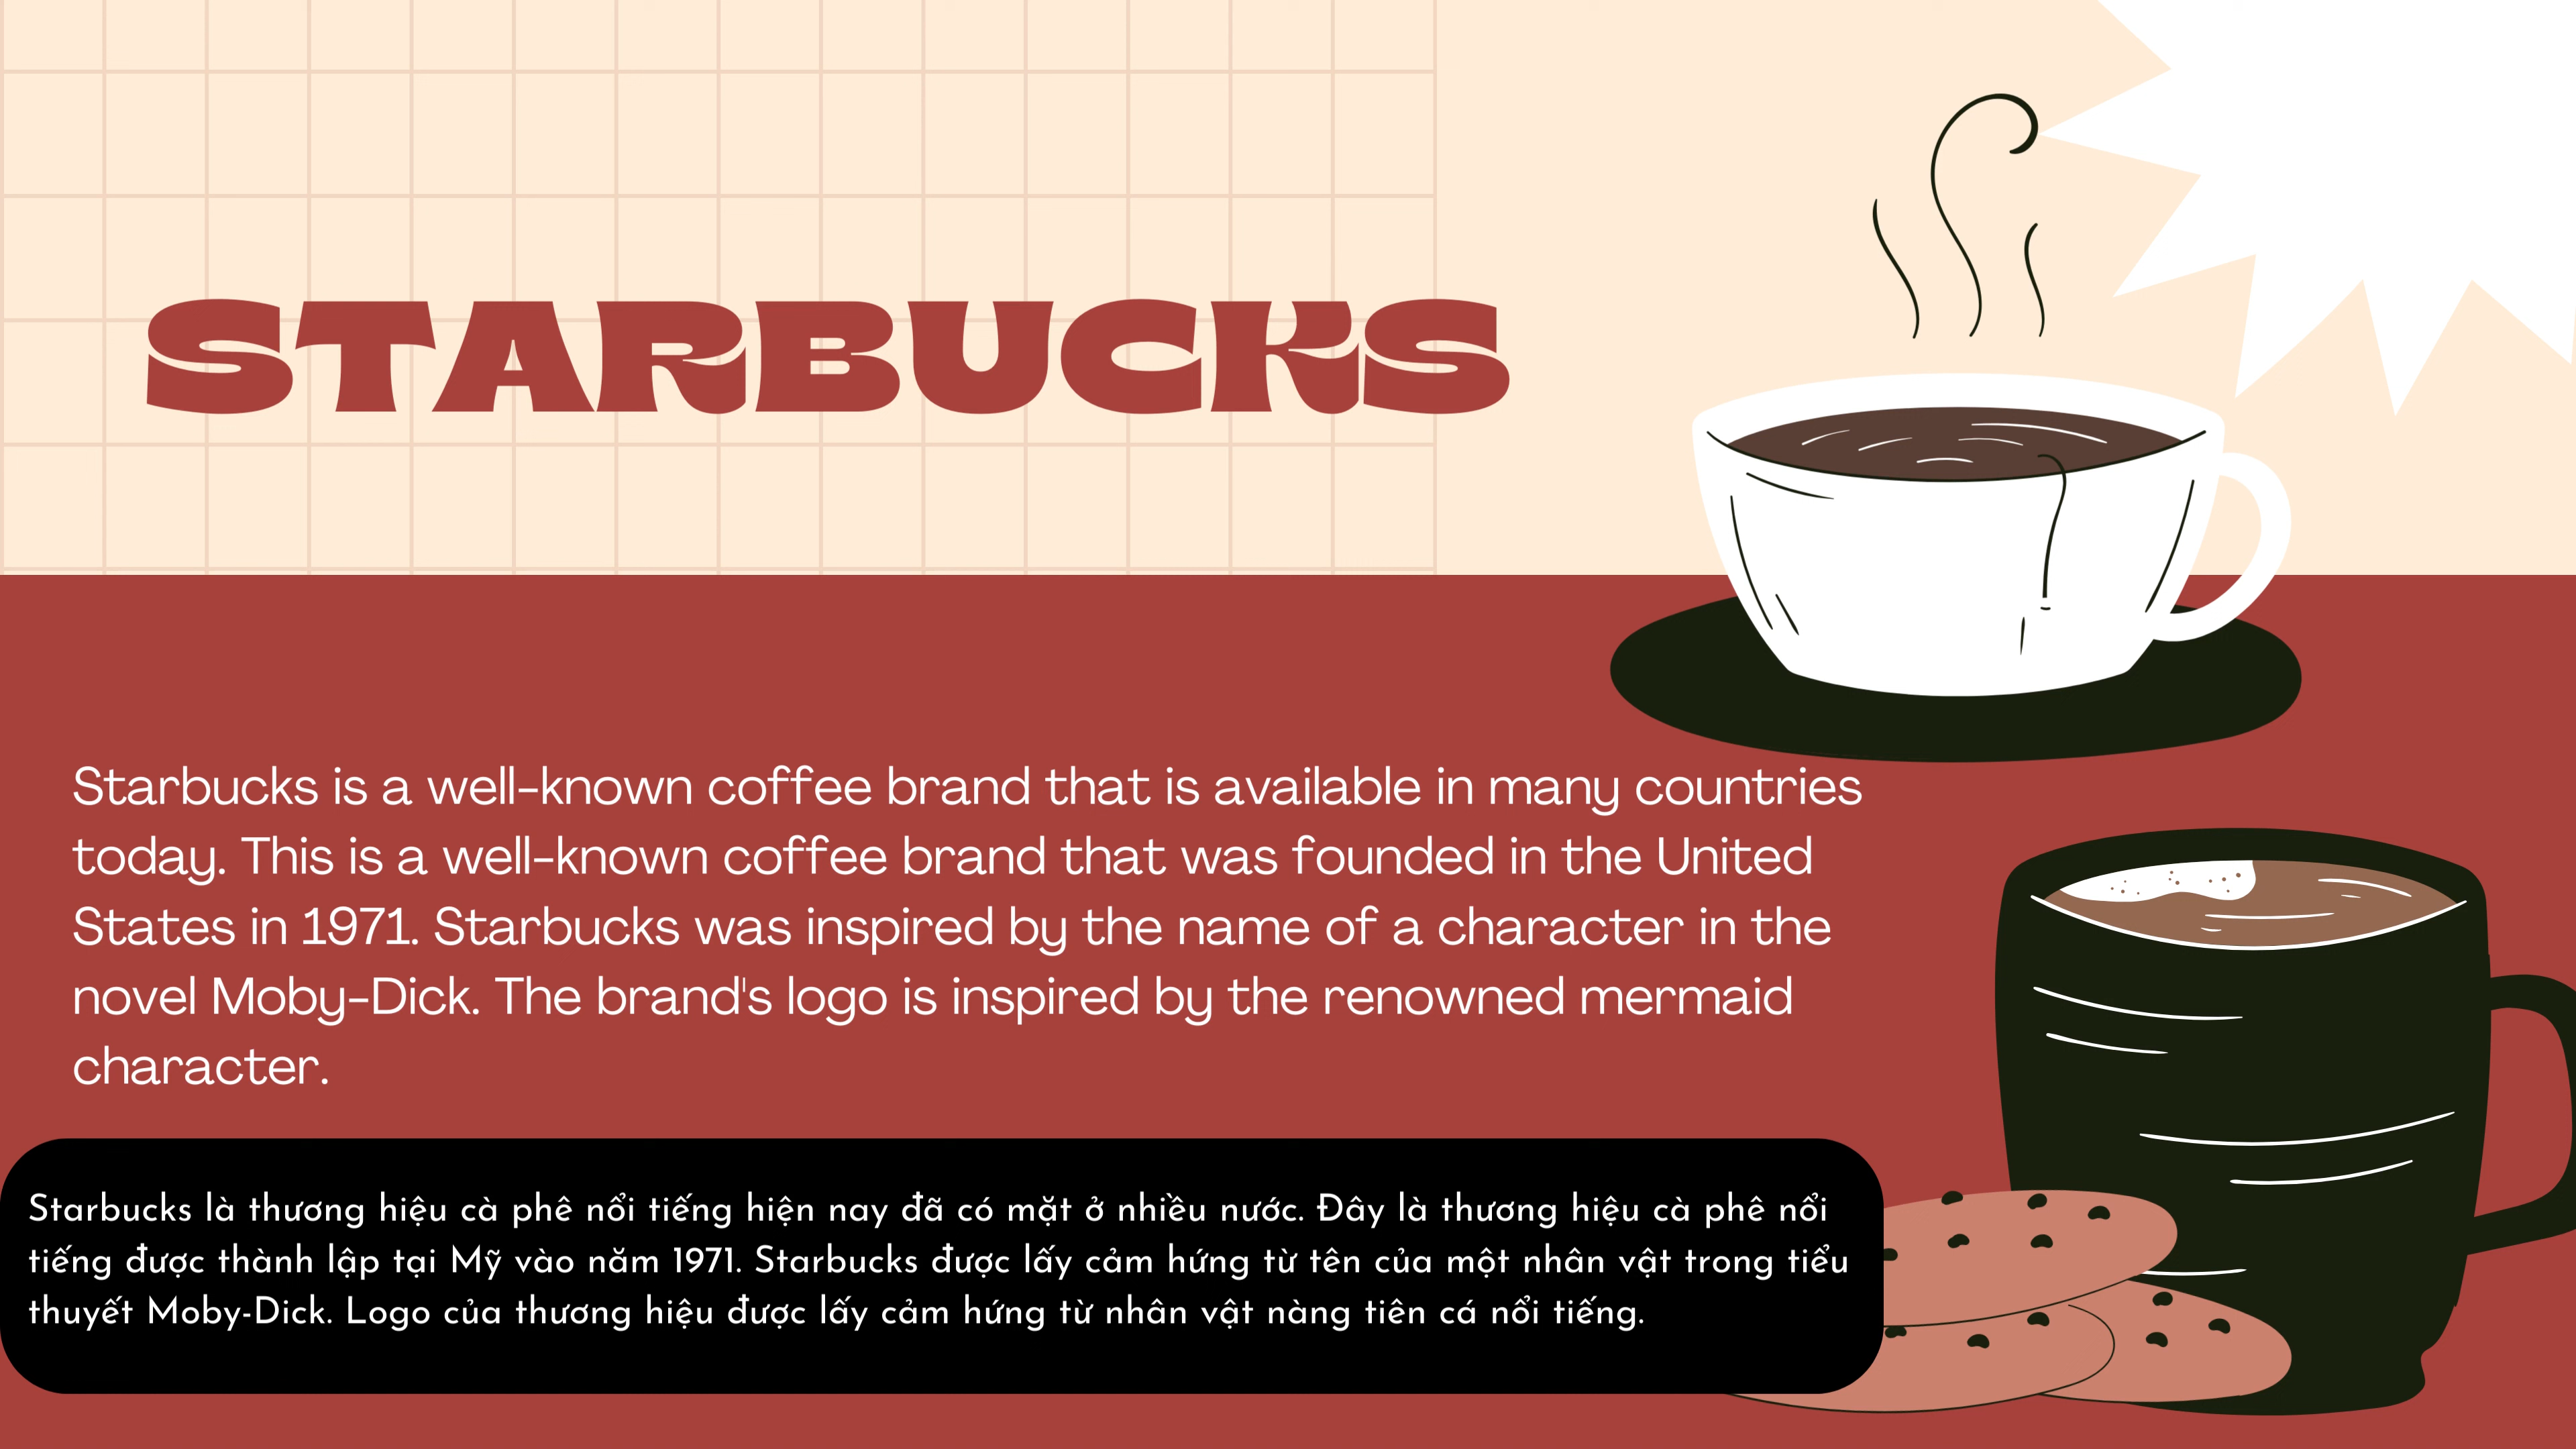 STARBUCKS
Starbucks is a well-known coffee brand that is available in many countries
today. This is a well-known coffee brand that was founded in the United
States in 1971. Starbucks was inspired by the name of a character in the
novel Moby-Dick. The brand's logo is inspired by the renowned mermaid
character.
Starbucks là thương hiệu cà phê nổi tiếng hiện nay đã có mặt ở nhiều nước. Đây là thương hiệu cà phê nổi
tiếng được thành lập tại Mỹ vào năm 1971. Starbucks được lấy cảm hứng từ tên của một nhân vật trong tiểu
thuyết Moby-Dick. Logo của thương hiệu được lấy cảm hứng từ nhân vật nàng tiên cá nổi tiếng.